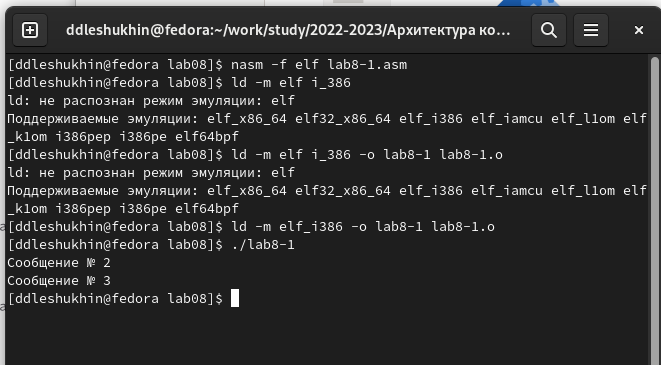 ddleshukhin@fedora:~/work/study/2022-2023/Архитектура ко...
[ddleshukhin@fedora lab08]$ nasm -f elf lab8-1.asm
[ddleshukhin@fedora lab08]$ ld -m elf i_386
ld: не распознан режим эмуляции: elf
Поддерживаемые эмуляции: elf_x86_64 elf32_x86_64 elf_i386 elf_iamcu elf_l1om elf
_k1om i386pep i386pe elf64bpf
[ddleshukhin@fedora lab08]$ ld -m elf i_386 -o lab8-1 lab8-1.o
ld: не распознан режим эмуляции: elf
Поддерживаемые эмуляции: elf_x86_64 elf32_x86_64 elf_i386 elf_iamcu elf_l1om elf
_k1om i386pep i386pe elf64bpf
[ddleshukhin@fedora lab08]$ ld -m elf_i386 -o lab8-1 lab8-1.o
[ddleshukhin@fedora lab08]$ ./lab8-1
Сообщение № 2
Сообщение № 3
[ddleshukhin@fedora lab08]$